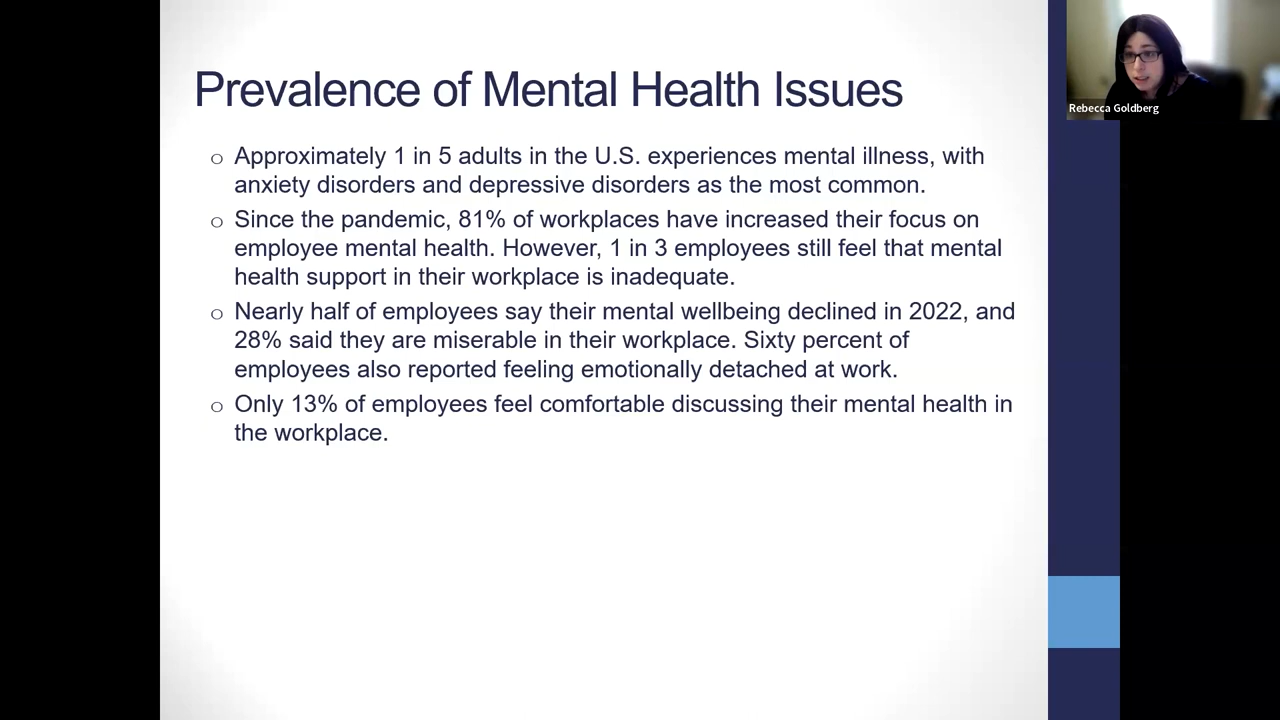 Prevalence of Mental Health Issues
Rebecca Goldberg
o Approximately 1 in 5 adults in the U.S. experiences mental illness, with
anxiety disorders and depressive disorders as the most common.
o Since the pandemic, 81% of workplaces have increased their focus on
employee mental health. However, 1 in 3 employees still feel that mental
health support in their workplace is inadequate.
o Nearly half of employees say their mental wellbeing declined in 2022, and
28% said they are miserable in their workplace. Sixty percent of
employees also reported feeling emotionally detached at work.
o Only 13% of employees feel comfortable discussing their mental health in
the workplace.